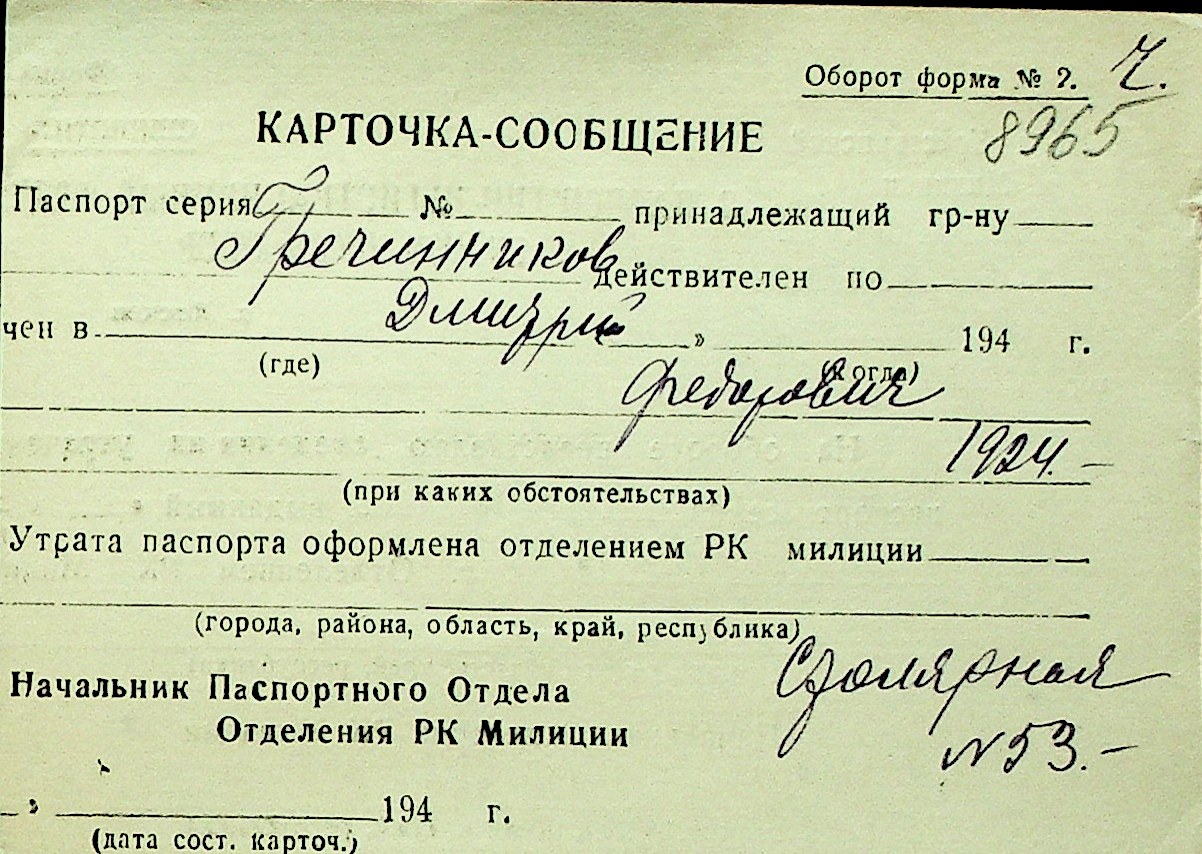 Оборот форма № 2. Ч.
КАРТОЧКА-СООБЩЕНИЕ 8965
Паспорт серия № принадлежащий гр-ну
Гречинников действителен по
чен в Дмитрий » 194 г.
(где) (когда)
Федорович
1924. –
(при каких обстоятельствах)
Утрата паспорта оформлена отделением РК милиции
(города, района, область, край, республика)
Столярная
Начальник Паспортного Отдела
Отделения РК Милиции
N 53. –
» 194 г.
(дата сост. карточ.)